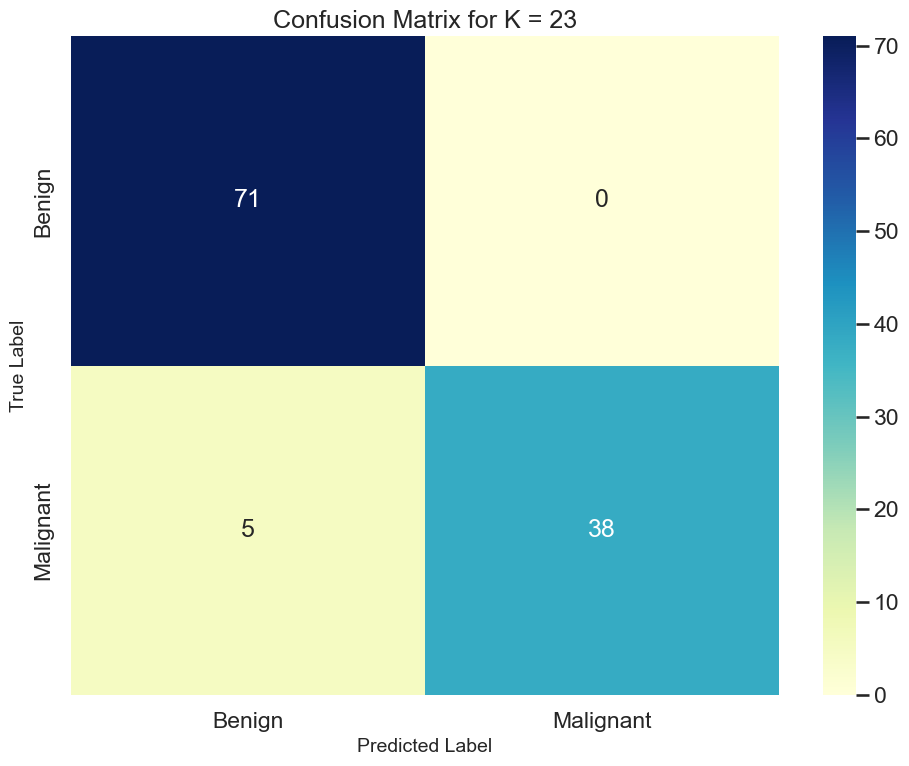 Confusion Matrix for K = 23
True Label
Benign
Malignant
71
0
5
38
Benign
Malignant
Predicted Label
70
60
50
40
30
20
10
0